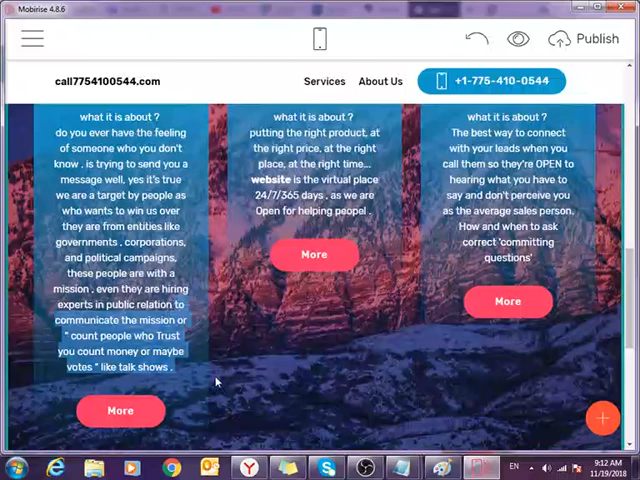 Mobirise 4.8.6
Publish
call7754100544.com
Services
About Us
+1-775-410-0544
what it is about ?
do you ever have the feeling
of someone who you don't
know , is trying to send you a
message well, yes it's true
we are a target by people as
who wants to win us over
they are from entities like
governments , corporations,
and political campaigns,
these people are with a
mission , even they are hiring
experts in public relation to
communicate the mission or
" count people who Trust
you count money or maybe
votes " like talk shows .
More
what it is about ?
putting the right product, at
the right price, at the right
place, at the right time...
website is the virtual place
24/7/365 days , as we are
Open for helping peopel .
More
what it is about ?
The best way to connect
with your leads when you
call them so they're OPEN to
hearing what you have to
say and don't perceive you
as the average sales person.
How and when to ask
correct 'committing
questions'
More
EN
9:12 AM
11/19/2018